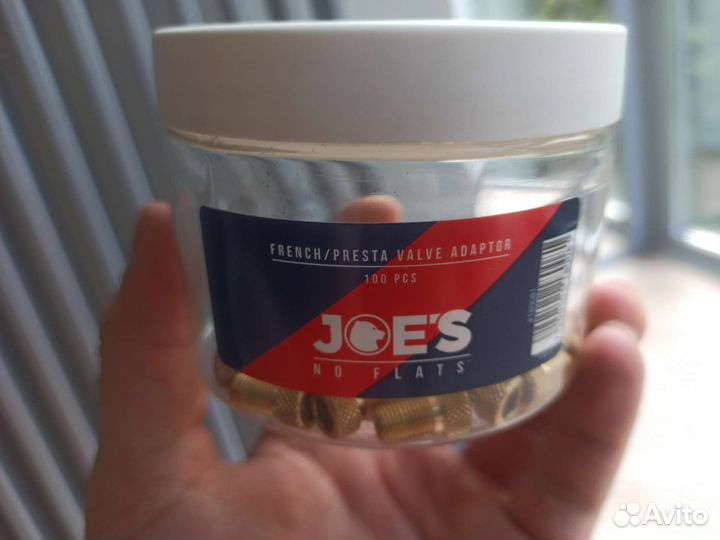 FRENCH/PRESTA VALVE ADAPTOR
100 PCS
JOE'S
NO FLATS
Avito